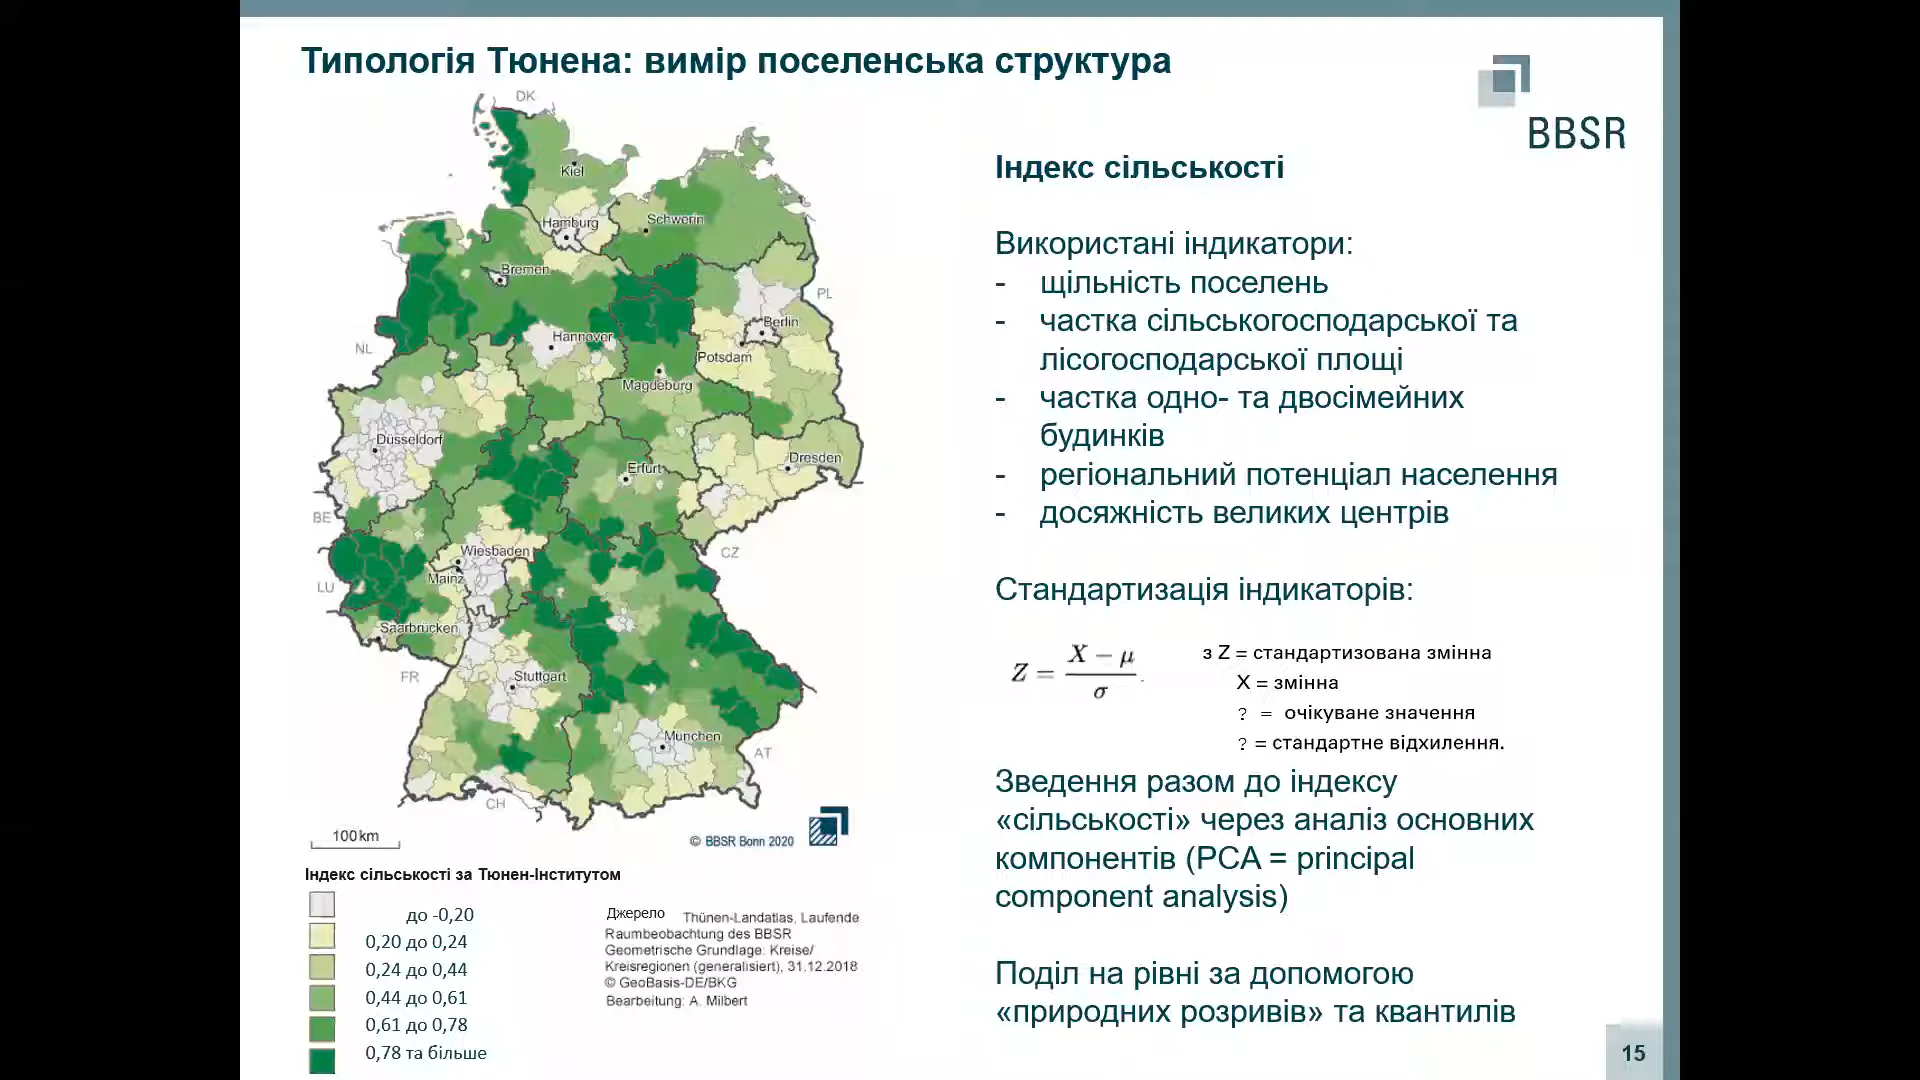 Типологія Тюнена: вимір поселенська структура
BBSR
DK
Kiel
Hamburg
Schwerin
Bremen
PL
Berlin
Hannover
NL
Potsdam
Magdeburg
Düsseldorf
Dresden
Erfurt
BE
Wiesbaden
CZ
Mainz
LU
Saarbrücken
FR
Stuttgart
München
AT
CH
100 km
© BBSR Bonn 2020
Індекс сільськості за Тюнен-Інститутом
до -0,20
0,20 до 0,24
0,24 до 0,44
0,44 до 0,61
0,61 до 0,78
0,78 та більше
Джерело Thünen-Landatlas, Laufende
Raumbeobachtung des BBSR
Geometrische Grundlage: Kreise/
Kreisregionen (generalisiert), 31.12.2018
© GeoBasis-DE/BKG
Bearbeitung: A. Milbert
Індекс сільськості
Використані індикатори:
- щільність поселень
- частка сільськогосподарської та
лісогосподарської площі
- частка одно- та двосімейних
будинків
- регіональний потенціал населення
- досяжність великих центрів
Стандартизація індикаторів:
Z = (X − μ) / σ
з Z = стандартизована змінна
X = змінна
? = очікуване значення
? = стандартне відхилення.
Зведення разом до індексу
«сільськості» через аналіз основних
компонентів (PCA = principal
component analysis)
Поділ на рівні за допомогою
«природних розривів» та квантилів
15